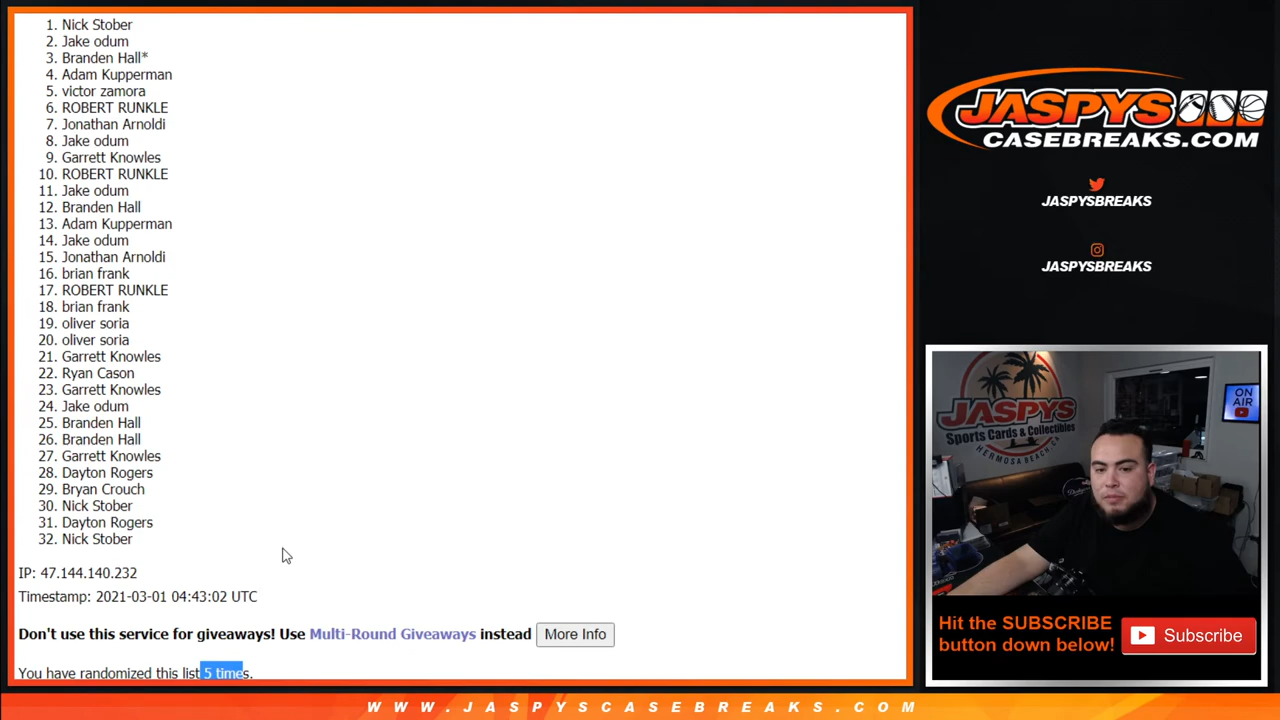 1. Nick Stober
2. Jake odum
3. Branden Hall*
4. Adam Kupperman
5. victor zamora
6. ROBERT RUNKLE
7. Jonathan Arnoldi
8. Jake odum
9. Garrett Knowles
10. ROBERT RUNKLE
11. Jake odum
12. Branden Hall
13. Adam Kupperman
14. Jake odum
15. Jonathan Arnoldi
16. brian frank
17. ROBERT RUNKLE
18. brian frank
19. oliver soria
20. oliver soria
21. Garrett Knowles
22. Ryan Cason
23. Garrett Knowles
24. Jake odum
25. Branden Hall
26. Branden Hall
27. Garrett Knowles
28. Dayton Rogers
29. Bryan Crouch
30. Nick Stober
31. Dayton Rogers
32. Nick Stober
IP: 47.144.140.232
Timestamp: 2021-03-01 04:43:02 UTC
Don't use this service for giveaways! Use Multi-Round Giveaways instead More Info
You have randomized this list 5 times.
JASPYS
CASEBREAKS.COM
JASPYSBREAKS
JASPYSBREAKS
JASPYS
Sports Cards & Collectibles
HERMOSA BEACH, CA
ON
AIR
Hit the SUBSCRIBE
button down below!
Subscribe
WWW.JASPYSCASEBREAKS.COM